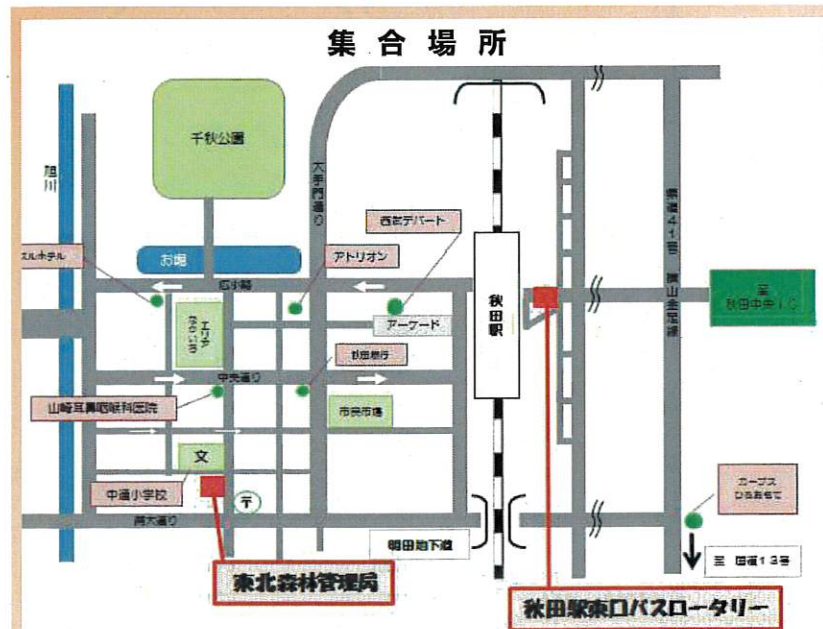 集合場所
千秋公園
旭川
大手門通り
西武デパート
お堀
アトリオン
広小路
秋田駅
アーケード
県道41号
横山金足線
至
秋田中央IC
エリア
なかいち
秋田銀行
中央通り
山崎耳鼻咽喉科医院
市民市場
文
中通小学校
〒
南大通り
明田地下道
カーブス
ひろおもて
至 国道13号
東北森林管理局
秋田駅東口バスロータリー